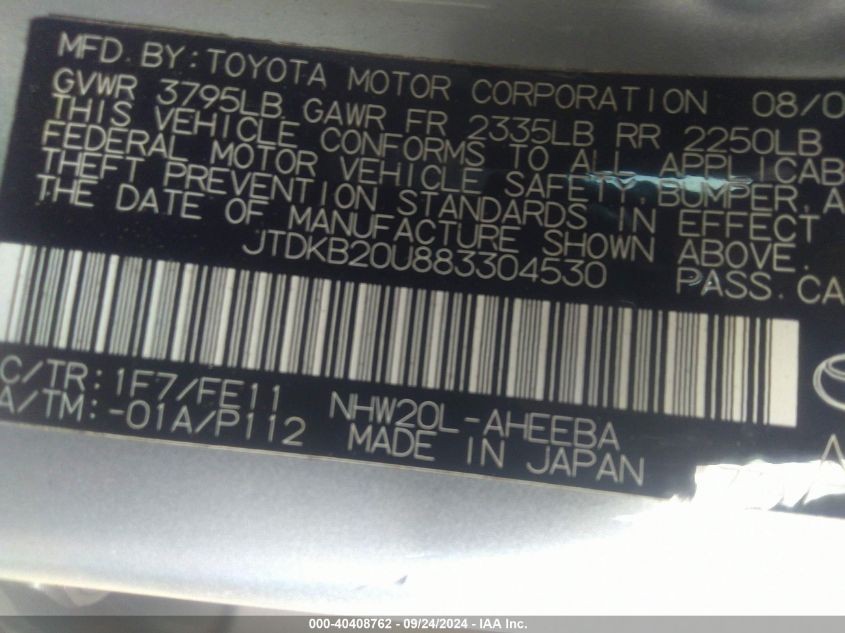 MFD. BY: TOYOTA MOTOR CORPORATION 08/0
GVWR 3795LB GAWR FR 2335LB RR 2250LB
THIS VEHICLE CONFORMS TO ALL APPLICAB
FEDERAL MOTOR VEHICLE SAFETY, BUMPER, A
THEFT PREVENTION STANDARDS IN EFFECT
THE DATE OF MANUFACTURE SHOWN ABOVE.
JTDKB20U883304530 PASS. CA
C/TR: 1F7/FE11 NHW20L-AHEEBA
A/TM: -01A/P112 MADE IN JAPAN
000-40408762 - 09/24/2024 - IAA Inc.